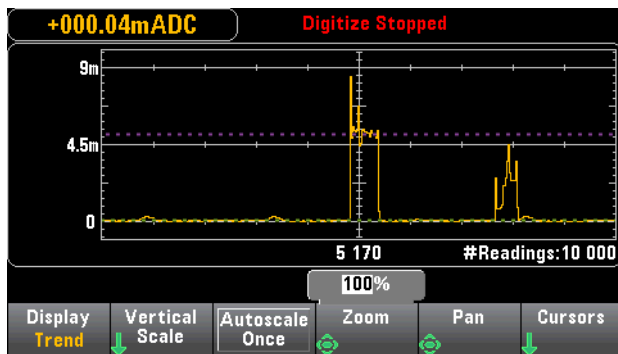 +000.04mADC
Digitize Stopped
9m
4.5m
0
5 170
#Readings:10 000
100%
Display
Trend
Vertical
Scale
Autoscale
Once
Zoom
Pan
Cursors